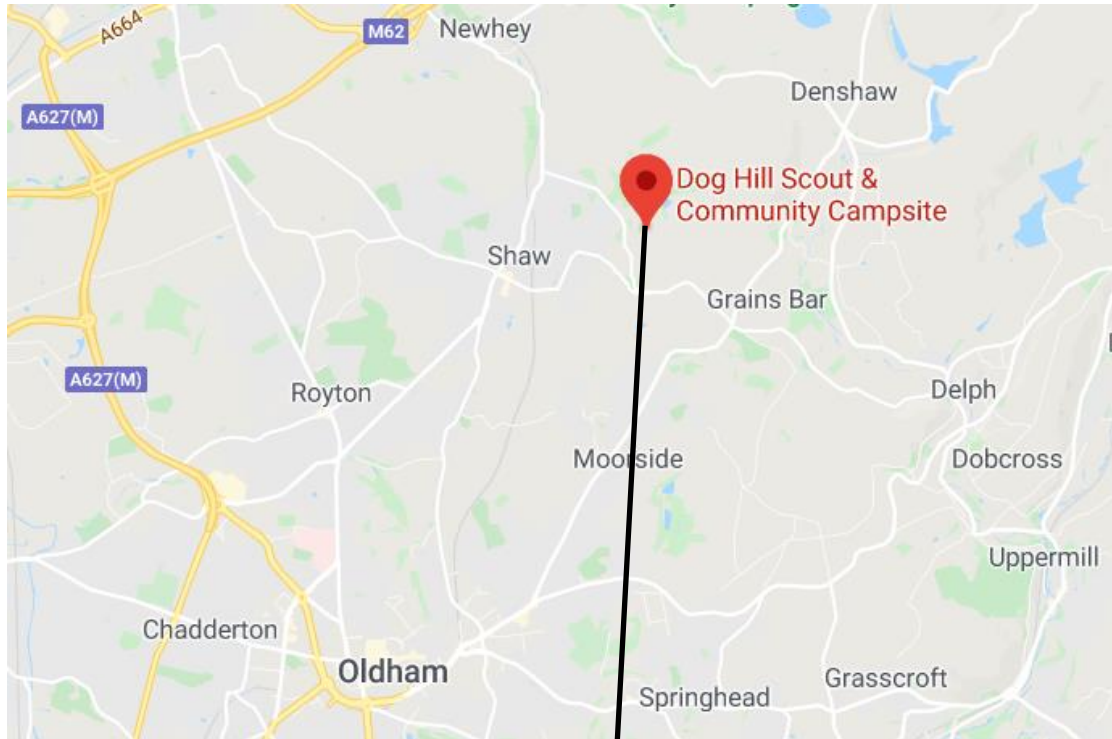 A664
M62
Newhey
Denshaw
A627(M)
Dog Hill Scout &
Community Campsite
Shaw
Grains Bar
A627(M)
Royton
Delph
Moorside
Dobcross
Uppermill
Chadderton
Oldham
Grasscroft
Springhead